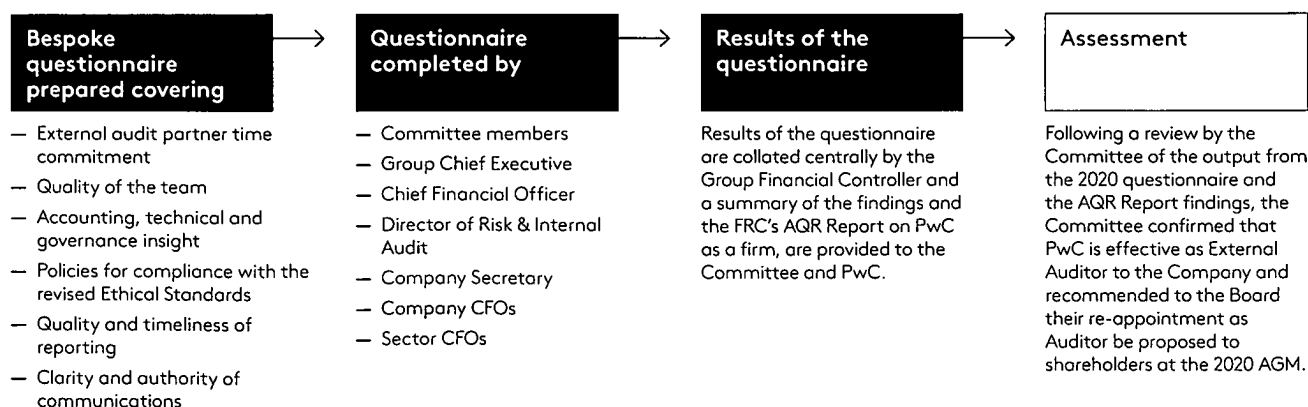 Bespoke
questionnaire
prepared covering
— External audit partner time
commitment
— Quality of the team
— Accounting, technical and
governance insight
— Policies for compliance with the
revised Ethical Standards
— Quality and timeliness of
reporting
— Clarity and authority of
communications
Questionnaire
completed by
— Committee members
— Group Chief Executive
— Chief Financial Officer
— Director of Risk & Internal
Audit
— Company Secretary
— Company CFOs
— Sector CFOs
Results of the
questionnaire
Results of the questionnaire
are collated centrally by the
Group Financial Controller and
a summary of the findings and
the FRC's AQR Report on PwC
as a firm, are provided to the
Committee and PwC.
Assessment
Following a review by the
Committee of the output from
the 2020 questionnaire and
the AQR Report findings, the
Committee confirmed that
PwC is effective as External
Auditor to the Company and
recommended to the Board
their re-appointment as
Auditor be proposed to
shareholders at the 2020 AGM.